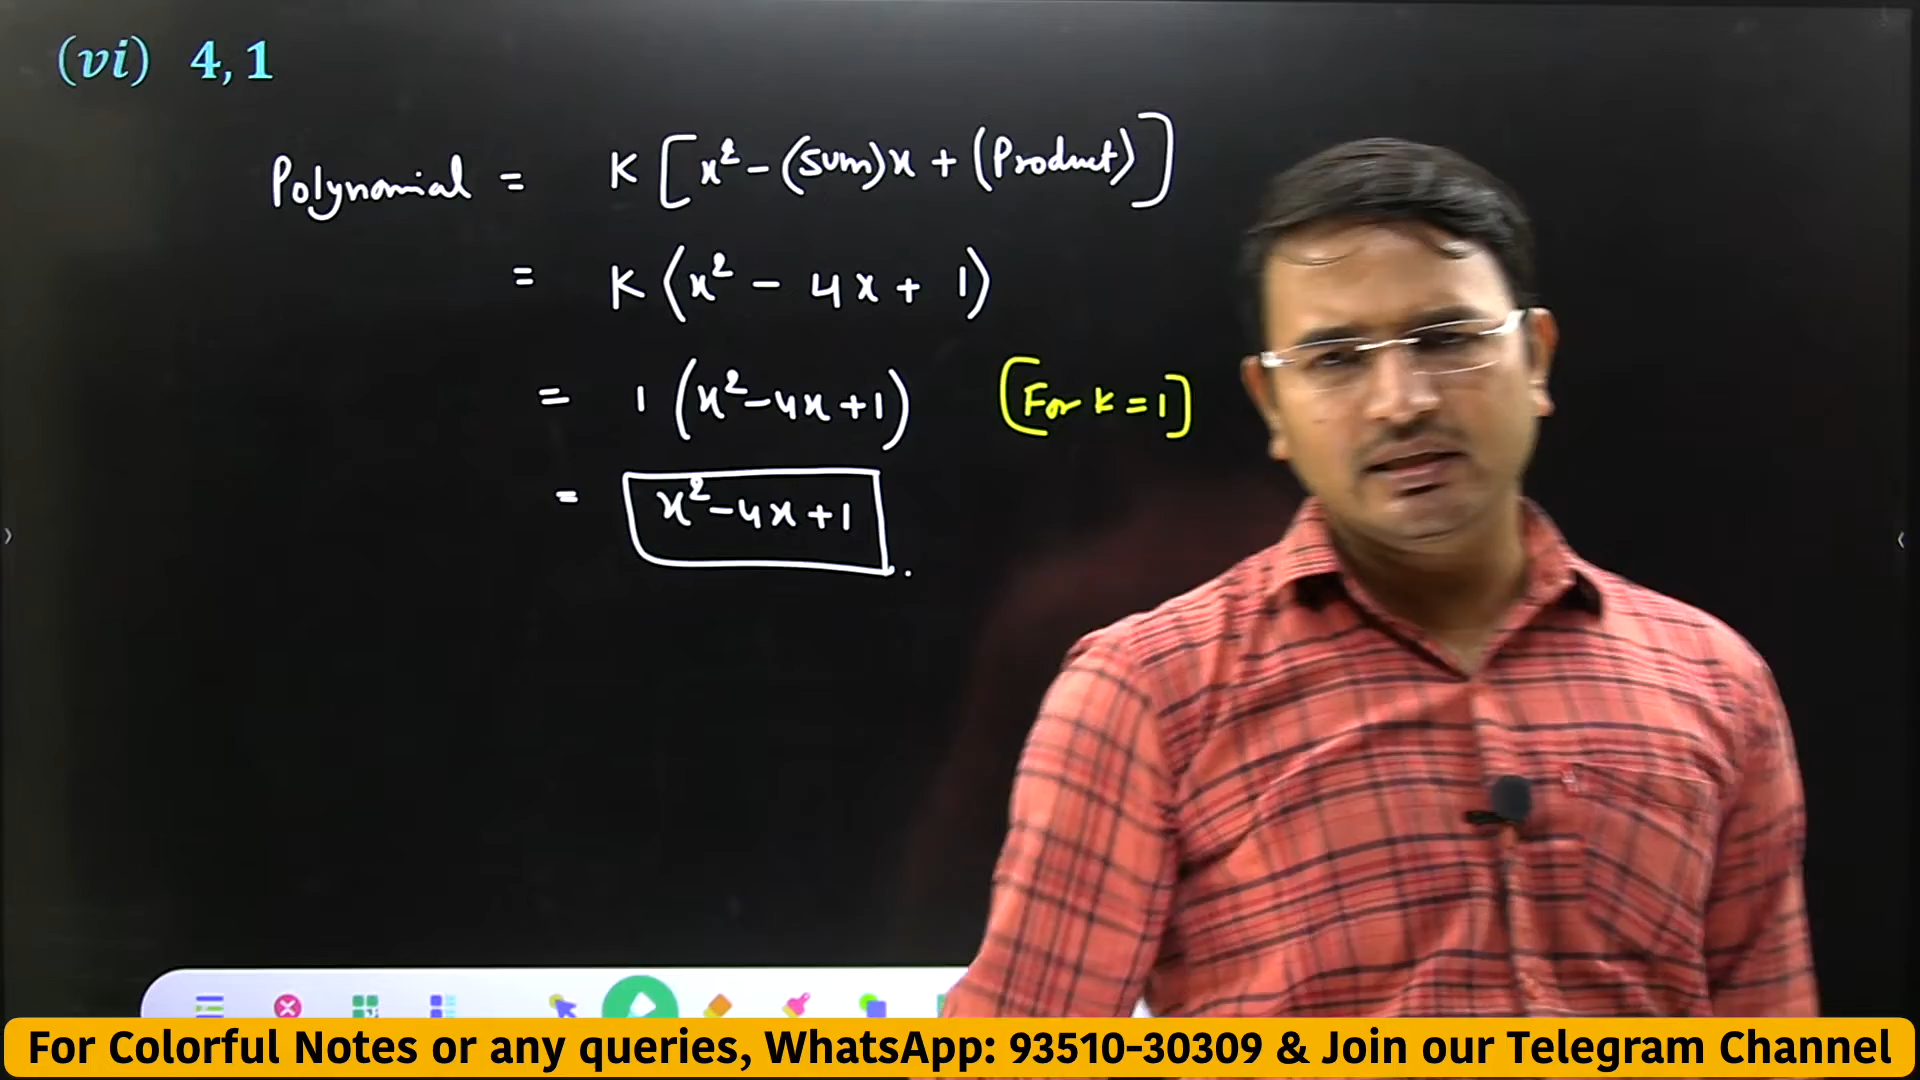 (vi) 4, 1
Polynomial = K [x² - (Sum)x + (Product)]
= K (x² - 4x + 1)
= 1 (x² - 4x + 1) [For K = 1]
= x² - 4x + 1.
For Colorful Notes or any queries, WhatsApp: 93510-30309 & Join our Telegram Channel